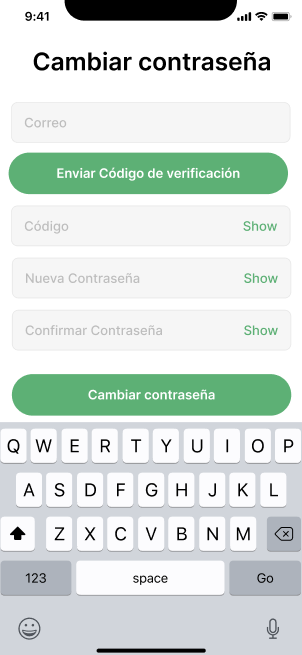 9:41
Cambiar contraseña
Correo
Enviar Código de verificación
Código Show
Nueva Contraseña Show
Confirmar Contraseña Show
Cambiar contraseña
Q W E R T Y U I O P
A S D F G H J K L
Z X C V B N M
123 space Go